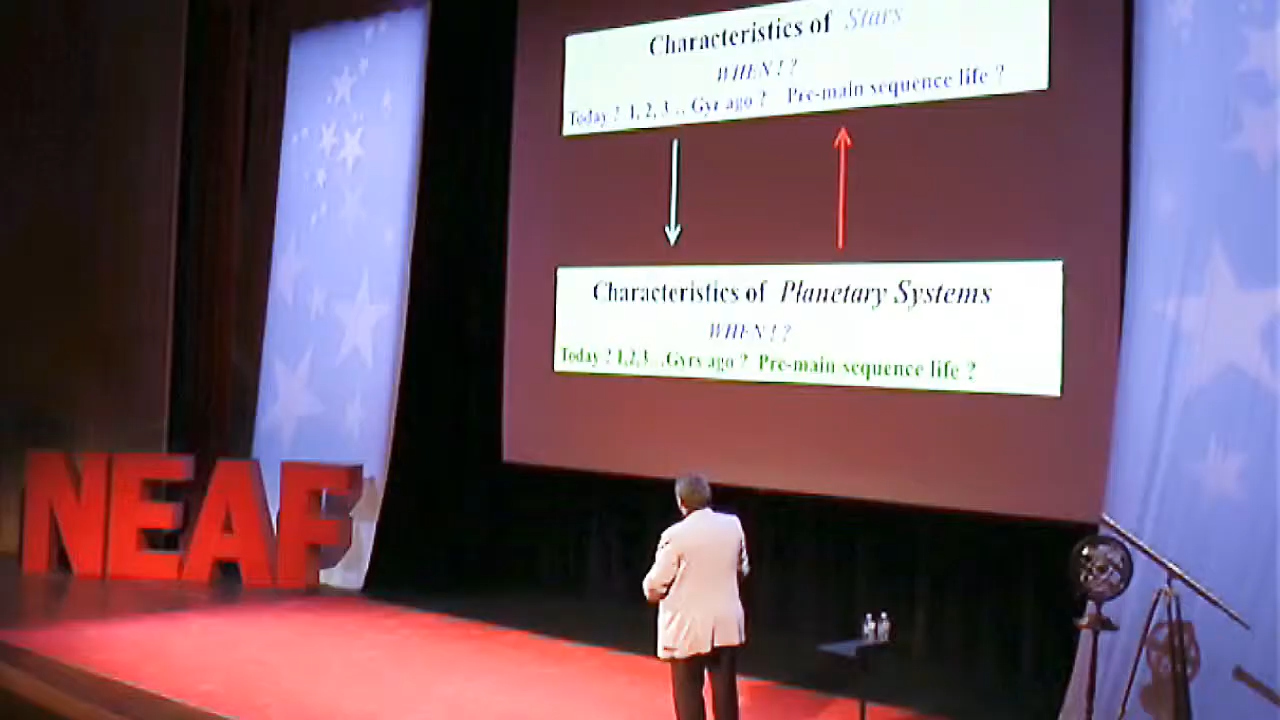 Characteristics of Stars
WHEN ! ?
Today ? 1, 2, 3 ... Gyr ago ? Pre-main sequence life ?
Characteristics of Planetary Systems
WHEN ! ?
Today ? 1,2,3 ...Gyrs ago ? Pre-main sequence life ?
NEAF